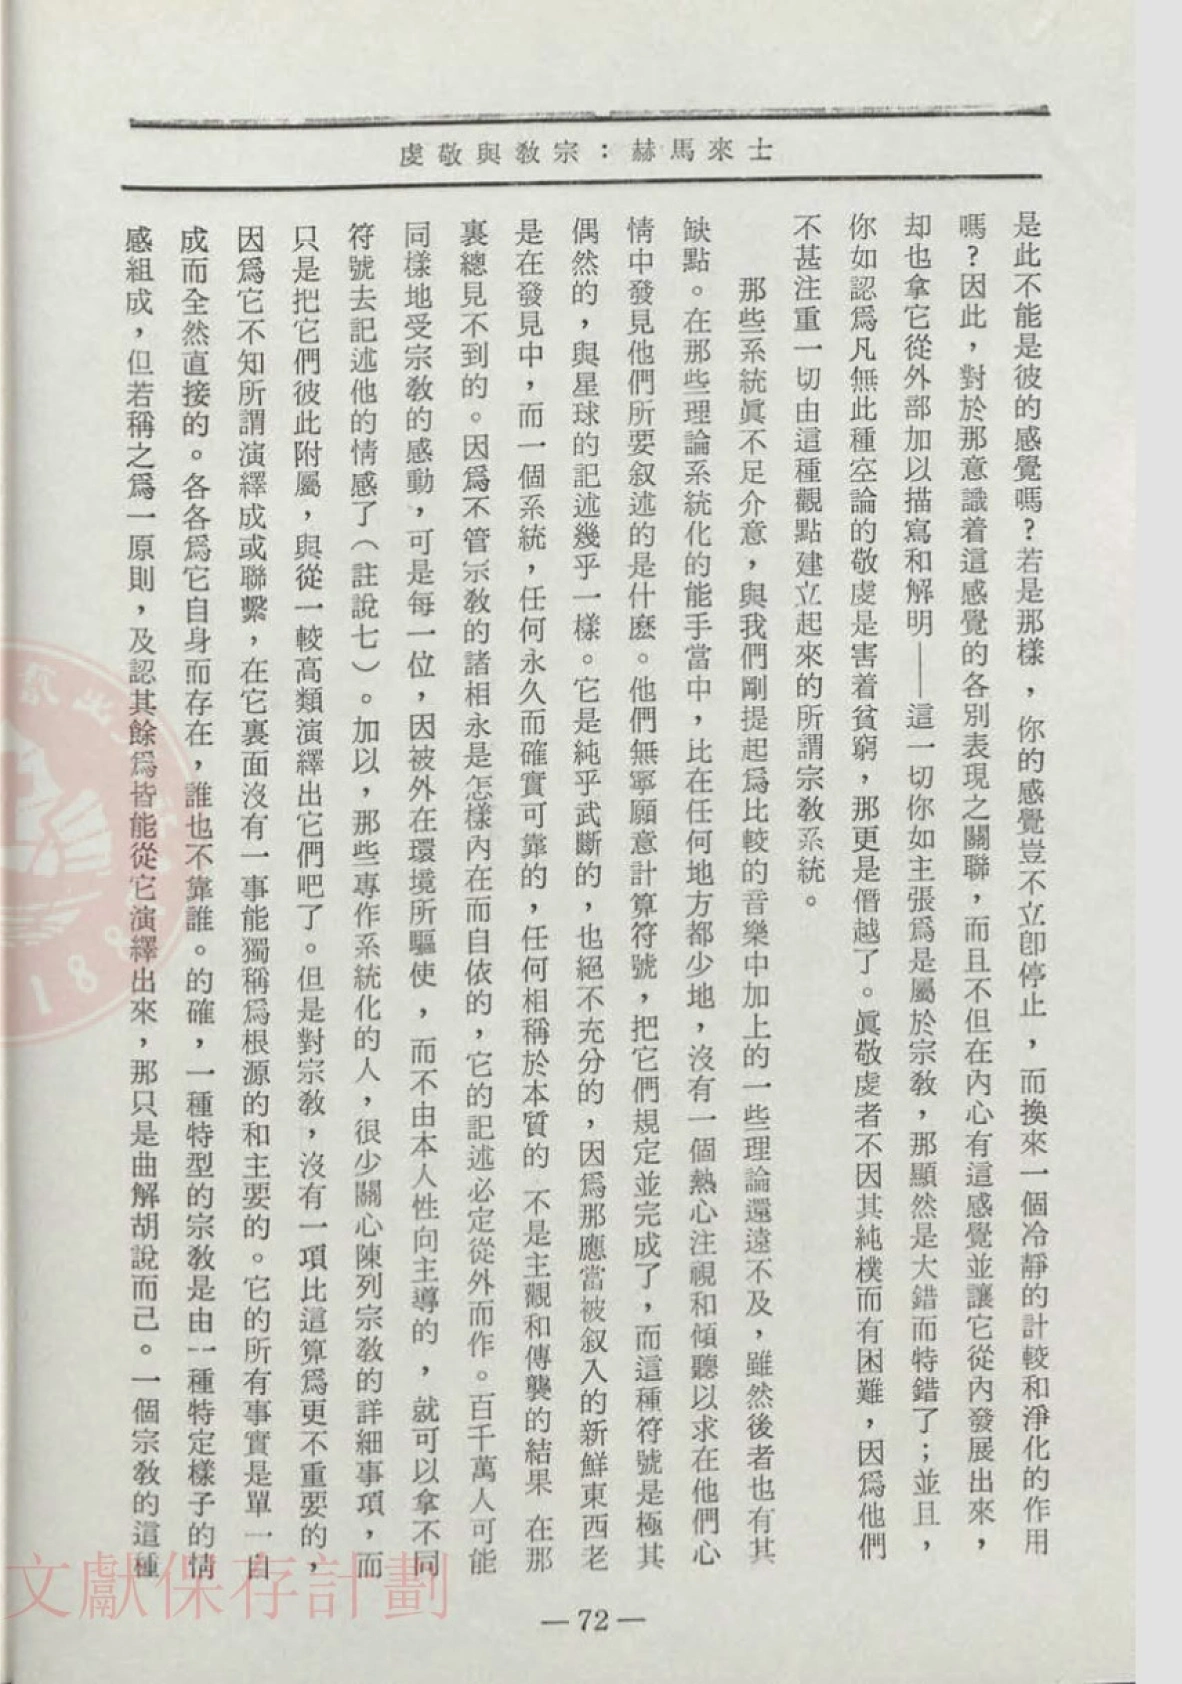 士來馬赫：宗教與敬虔
是此不能是彼的感覺嗎？若是那樣，你的感覺豈不立卽停止，而換來一個冷靜的計較和淨化的作用
嗎？因此，對於那意識着這感覺的各別表現之關聯，而且不但在內心有這感覺並讓它從內發展出來，
却也拿它從外部加以描寫和解明——這一切你如主張爲是屬於宗教，那顯然是大錯而特錯了；並且，
你如認爲凡無此種空論的敬虔是害着貧窮，那更是僭越了。眞敬虔者不因其純樸而有困難，因爲他們
不甚注重一切由這種觀點建立起來的所謂宗教系統。
那些系統眞不足介意，與我們剛提起爲比較的音樂中加上的一些理論還遠不及，雖然後者也有其
缺點。在那些理論系統化的能手當中，比在任何地方都少地，沒有一個熱心注視和傾聽以求在他們心
情中發見他們所要叙述的是什麽。他們無寧願意計算符號，把它們規定並完成了，而這種符號是極其
偶然的，與星球的記述幾乎一樣。它是純乎武斷的，也絕不充分的，因爲那應當被叙入的新鮮東西老
是在發見中，而一個系統，任何永久而確實可靠的，任何相稱於本質的 不是主觀和傳襲的結果 在那
裏總見不到的。因爲不管宗教的諸相永是怎樣內在而自依的，它的記述必定從外而作。百千萬人可能
同樣地受宗教的感動，可是每一位，因被外在環境所驅使，而不由本人性向主導的，就可以拿不同
符號去記述他的情感了（註說七）。加以，那些專作系統化的人，很少關心陳列宗教的詳細事項，而
只是把它們彼此附屬，與從一較高類演繹出它們吧了。但是對宗教，沒有一項比這算爲更不重要的，
因爲它不知所謂演繹成或聯繫，在它裏面沒有一事能獨稱爲根源的和主要的。它的所有事實是單一自
成而全然直接的。各各爲它自身而存在，誰也不靠誰。的確，一種特型的宗教是由一種特定樣子的情
感組成，但若稱之爲一原則，及認其餘爲皆能從它演繹出來，那只是曲解胡說而己。一個宗教的這種
—72—
文獻保存計劃
188